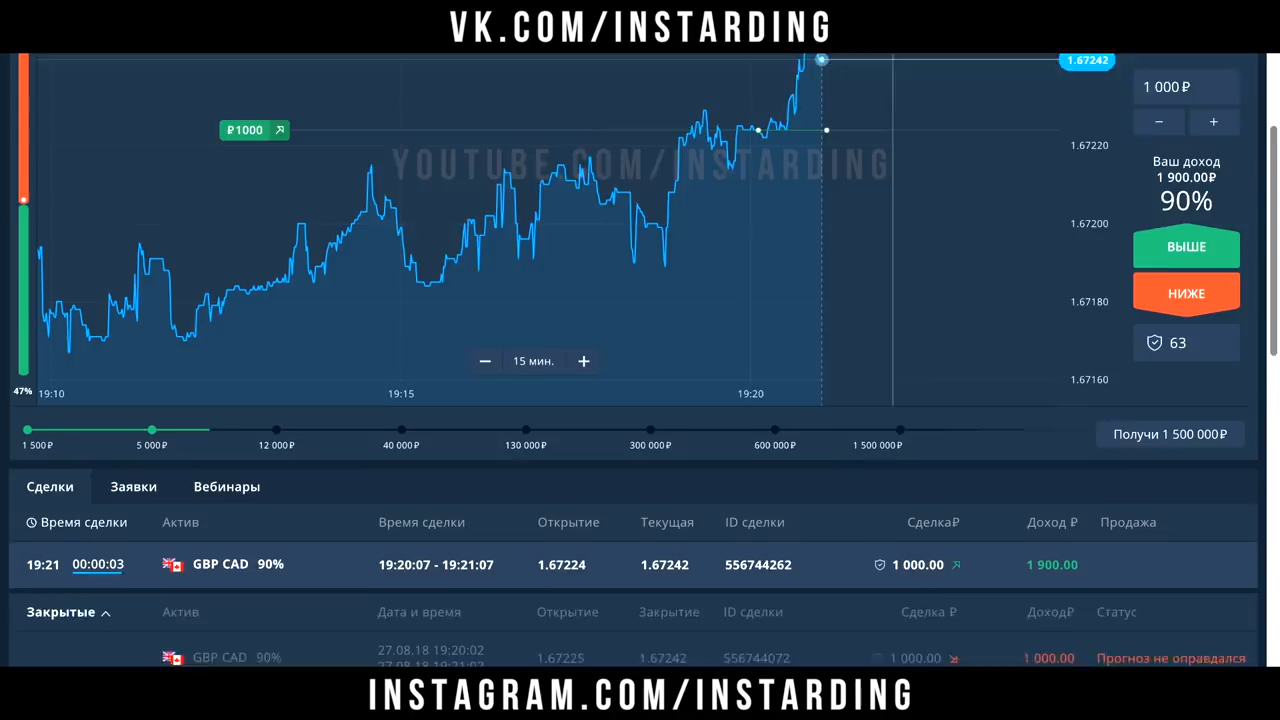 VK.COM/INSTARDING
1.67242
1 000 ₽
− +
₽1000
YOUTUBE.COM/INSTARDING
1.67220
Ваш доход
1 900.00₽
90%
1.67200
ВЫШЕ
НИЖЕ
1.67180
63
− 15 мин. +
1.67160
47%
19:10 19:15 19:20
1 500₽ 5 000₽ 12 000₽ 40 000₽ 130 000₽ 300 000₽ 600 000₽ 1 500 000₽
Получи 1 500 000₽
Сделки Заявки Вебинары
Время сделки Актив Время сделки Открытие Текущая ID сделки Сделка₽ Доход ₽ Продажа
19:21 00:00:03 GBP CAD 90% 19:20:07 - 19:21:07 1.67224 1.67242 556744262 1 000.00 1 900.00
Закрытые Актив Дата и время Открытие Закрытие ID сделки Сделка ₽ Доход₽ Статус
27.08.18 19:20:02
GBP CAD 90% 1.67225 1.67242 556744072 1 000.00 1 000.00 Прогноз не оправдался
27.08.18 19:21:02
INSTAGRAM.COM/INSTARDING